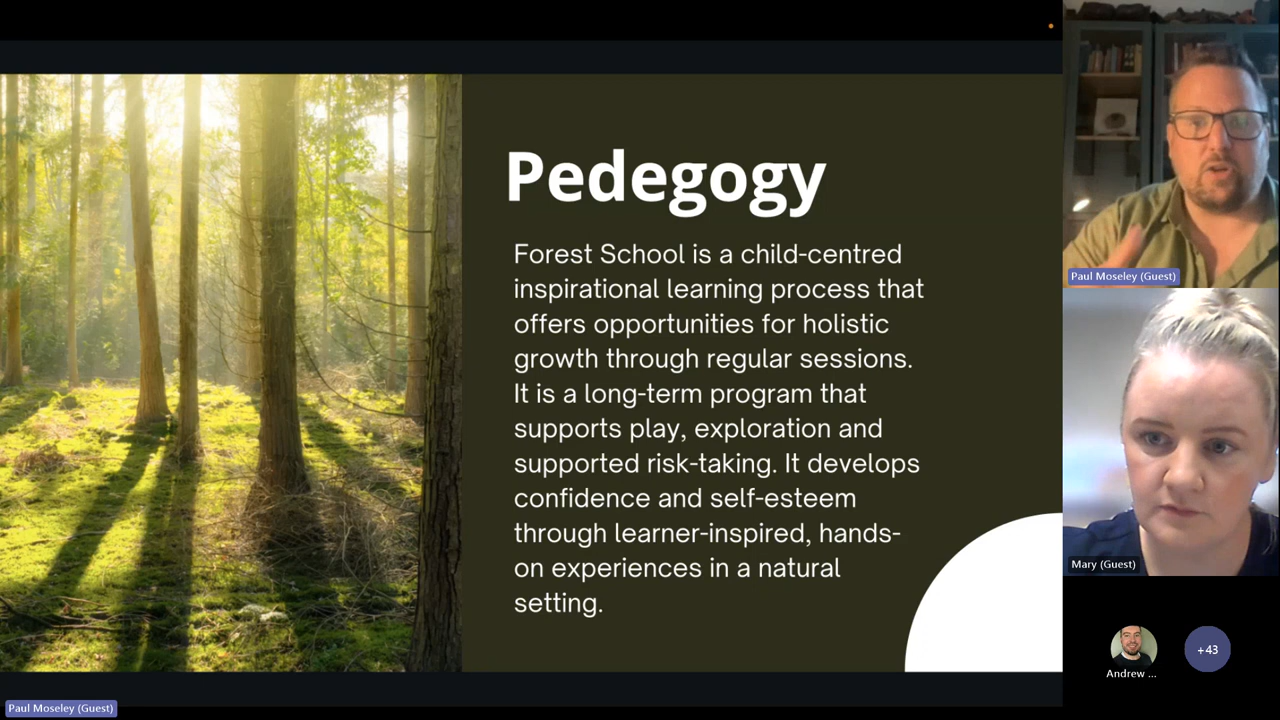 Pedegogy
Forest School is a child-centred
inspirational learning process that
offers opportunities for holistic
growth through regular sessions.
It is a long-term program that
supports play, exploration and
supported risk-taking. It develops
confidence and self-esteem
through learner-inspired, hands-
on experiences in a natural
setting.
Paul Moseley (Guest)
Paul Moseley (Guest)
Mary (Guest)
Andrew ...
+43